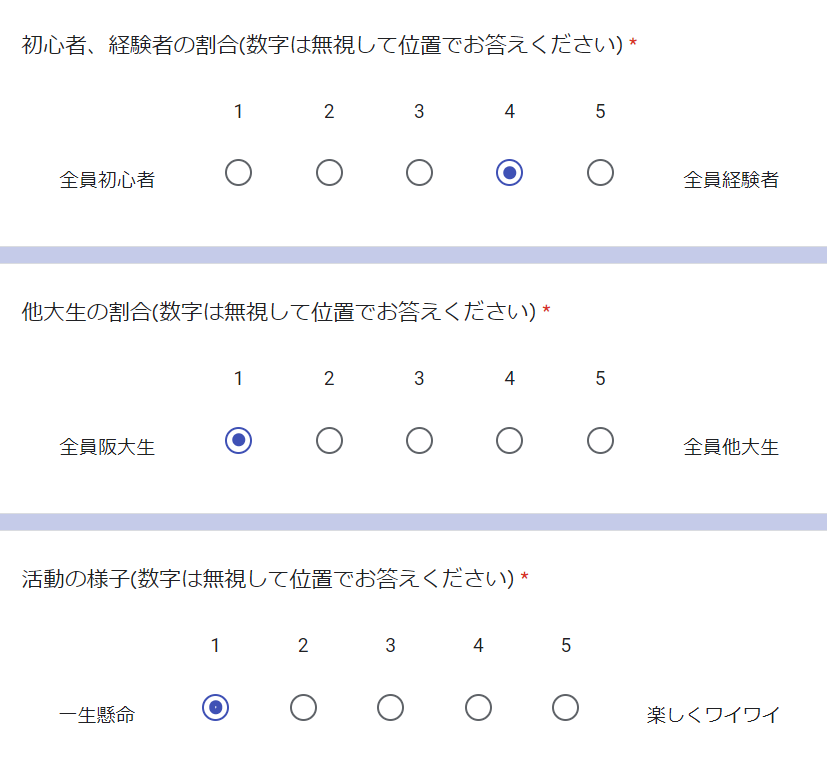 初心者、経験者の割合(数字は無視して位置でお答えください) *
1 2 3 4 5
全員初心者 全員経験者
他大生の割合(数字は無視して位置でお答えください) *
1 2 3 4 5
全員阪大生 全員他大生
活動の様子(数字は無視して位置でお答えください) *
1 2 3 4 5
一生懸命 楽しくワイワイ